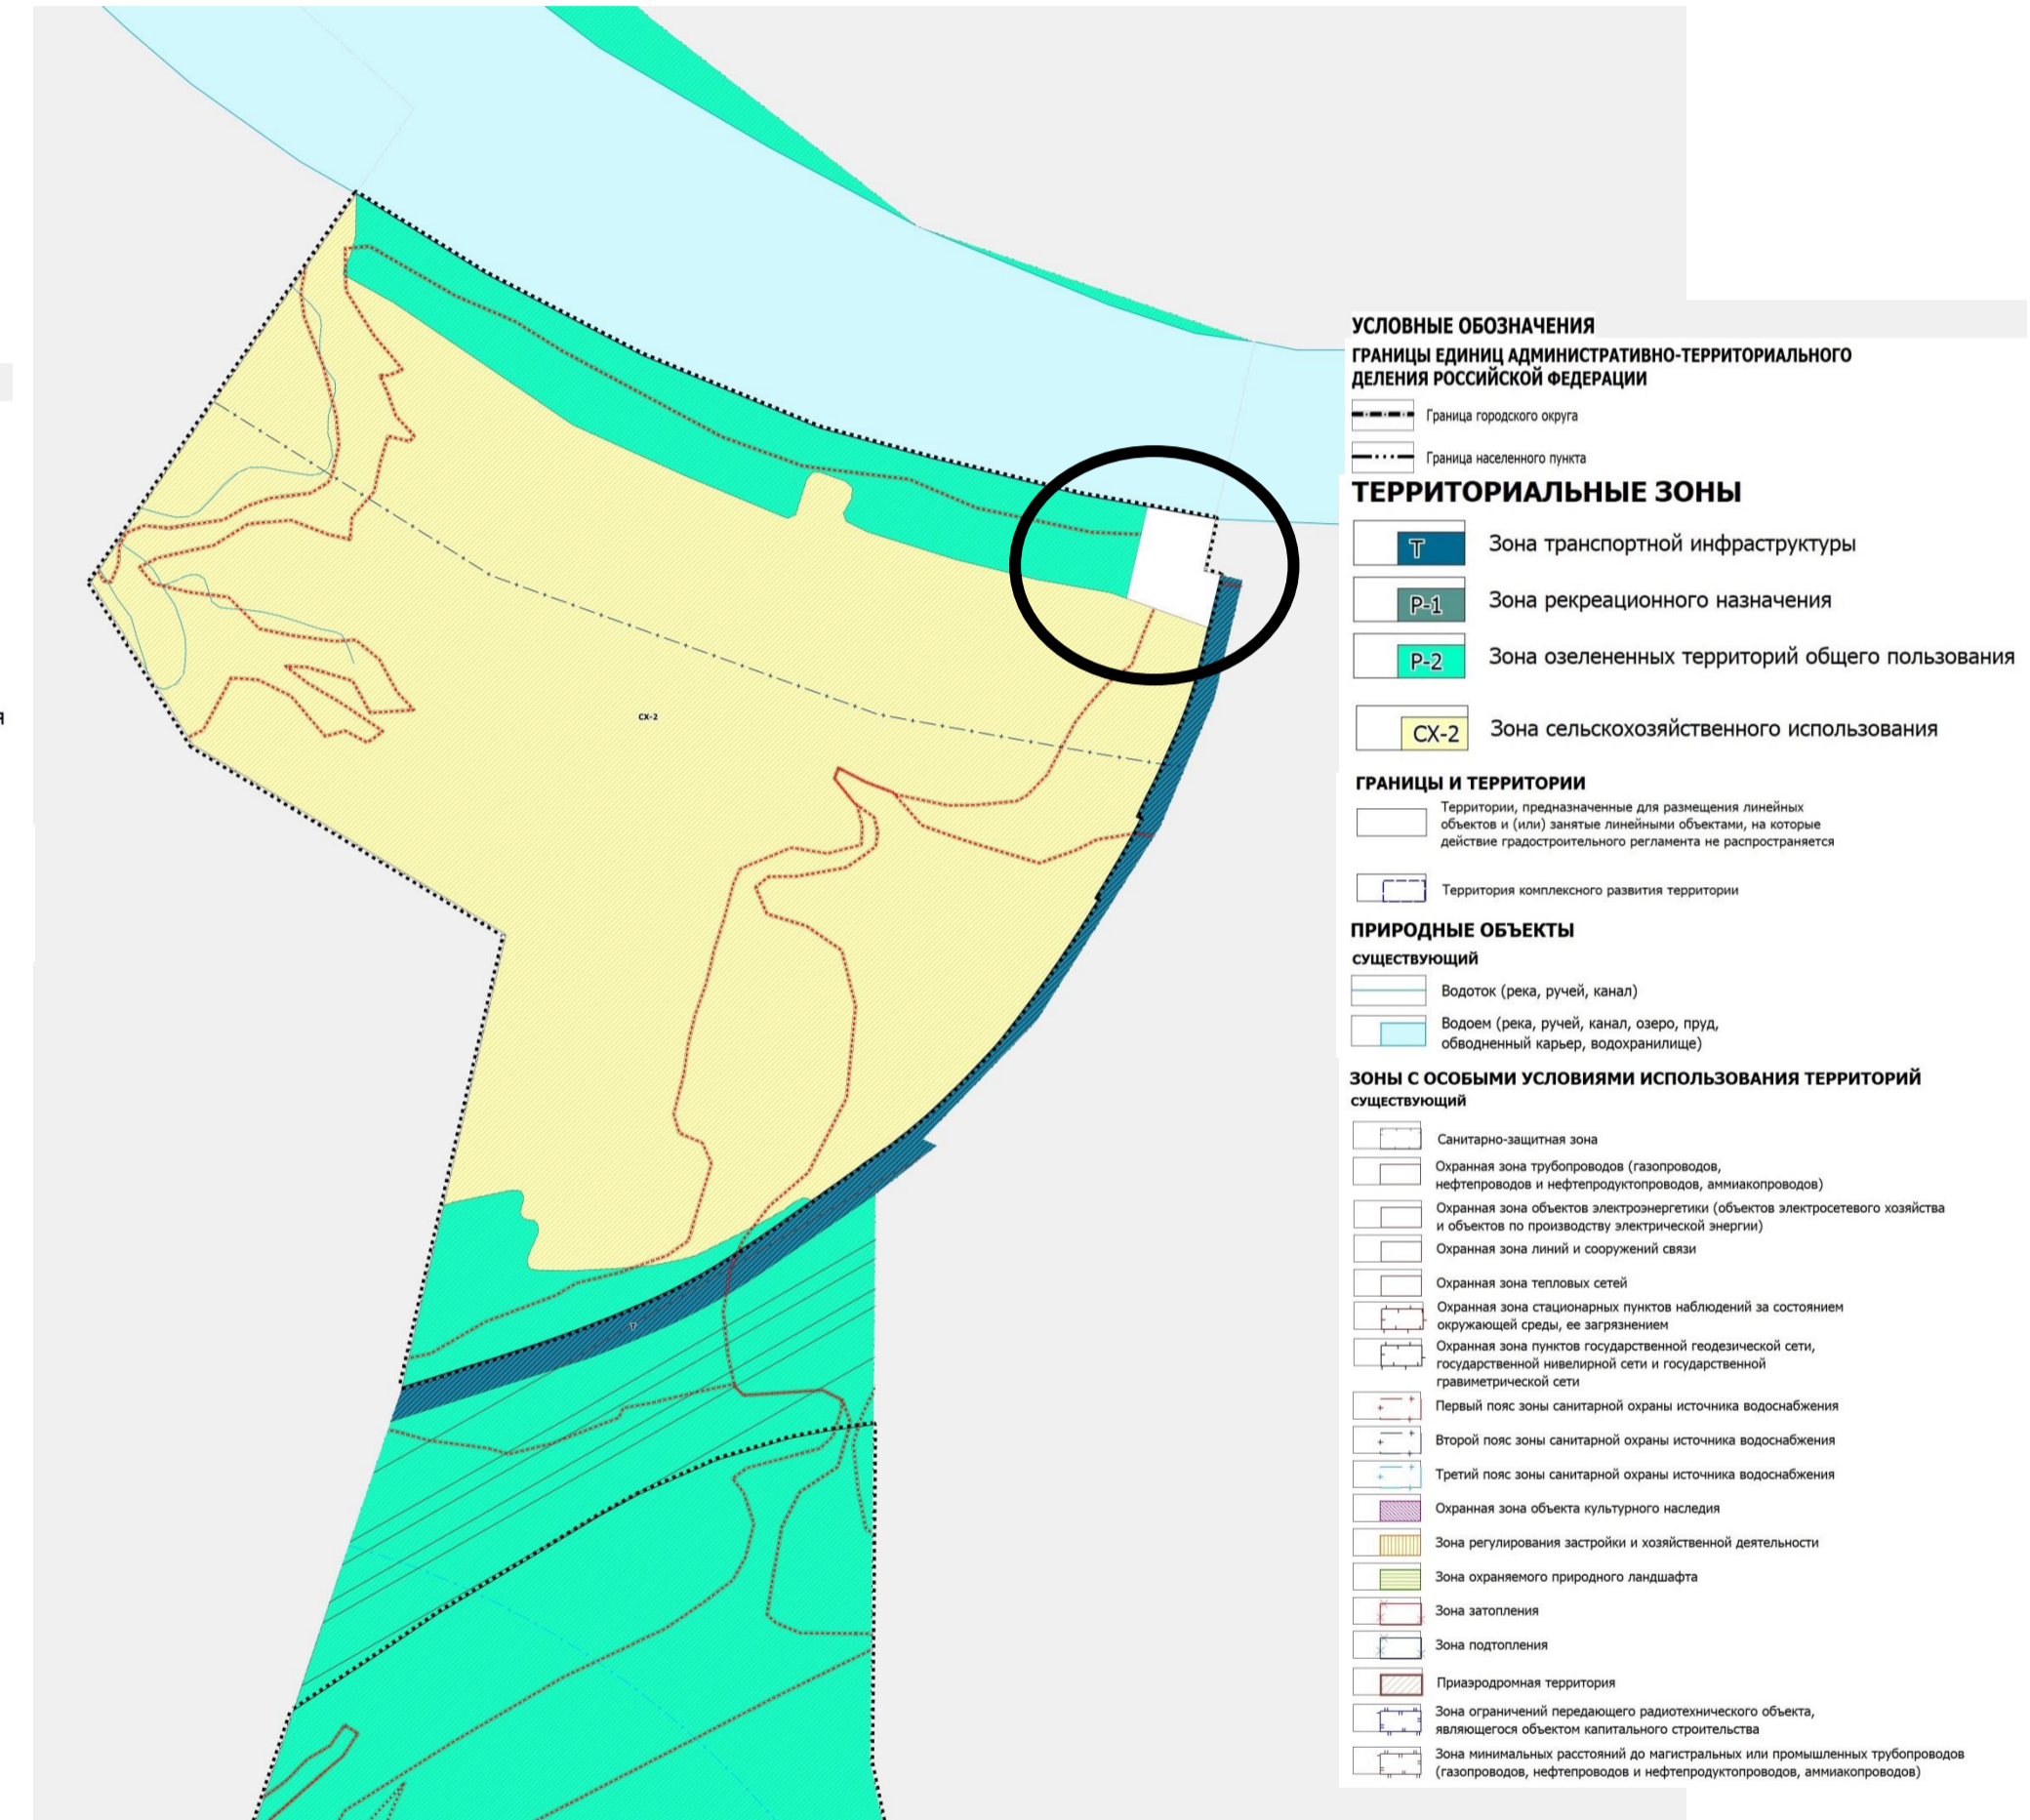 я
СХ-2
Т
УСЛОВНЫЕ ОБОЗНАЧЕНИЯ
ГРАНИЦЫ ЕДИНИЦ АДМИНИСТРАТИВНО-ТЕРРИТОРИАЛЬНОГО
ДЕЛЕНИЯ РОССИЙСКОЙ ФЕДЕРАЦИИ
Граница городского округа
Граница населенного пункта
ТЕРРИТОРИАЛЬНЫЕ ЗОНЫ
Т Зона транспортной инфраструктуры
Р-1 Зона рекреационного назначения
Р-2 Зона озелененных территорий общего пользования
СХ-2 Зона сельскохозяйственного использования
ГРАНИЦЫ И ТЕРРИТОРИИ
Территории, предназначенные для размещения линейных
объектов и (или) занятые линейными объектами, на которые
действие градостроительного регламента не распространяется
Территория комплексного развития территории
ПРИРОДНЫЕ ОБЪЕКТЫ
СУЩЕСТВУЮЩИЙ
Водоток (река, ручей, канал)
Водоем (река, ручей, канал, озеро, пруд,
обводненный карьер, водохранилище)
ЗОНЫ С ОСОБЫМИ УСЛОВИЯМИ ИСПОЛЬЗОВАНИЯ ТЕРРИТОРИЙ
СУЩЕСТВУЮЩИЙ
Санитарно-защитная зона
Охранная зона трубопроводов (газопроводов,
нефтепроводов и нефтепродуктопроводов, аммиакопроводов)
Охранная зона объектов электроэнергетики (объектов электросетевого хозяйства
и объектов по производству электрической энергии)
Охранная зона линий и сооружений связи
Охранная зона тепловых сетей
Охранная зона стационарных пунктов наблюдений за состоянием
окружающей среды, ее загрязнением
Охранная зона пунктов государственной геодезической сети,
государственной нивелирной сети и государственной
гравиметрической сети
Первый пояс зоны санитарной охраны источника водоснабжения
Второй пояс зоны санитарной охраны источника водоснабжения
Третий пояс зоны санитарной охраны источника водоснабжения
Охранная зона объекта культурного наследия
Зона регулирования застройки и хозяйственной деятельности
Зона охраняемого природного ландшафта
Зона затопления
Зона подтопления
Приаэродромная территория
Зона ограничений передающего радиотехнического объекта,
являющегося объектом капитального строительства
Зона минимальных расстояний до магистральных или промышленных трубопроводов
(газопроводов, нефтепроводов и нефтепродуктопроводов, аммиакопроводов)